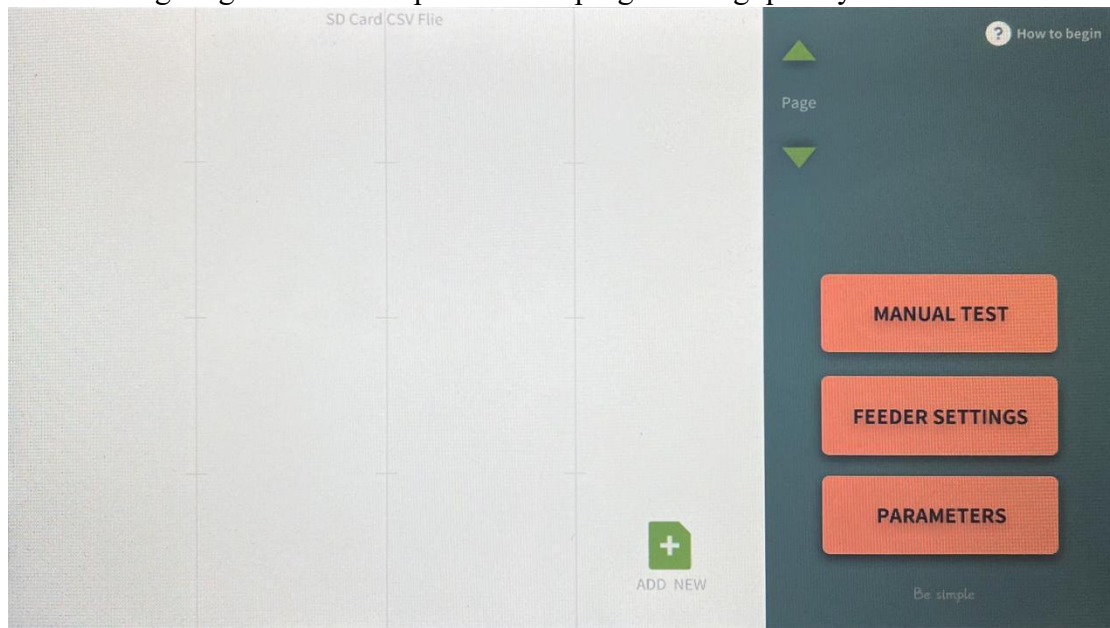 SD Card CSV Flie
? How to begin
Page
MANUAL TEST
FEEDER SETTINGS
PARAMETERS
ADD NEW
Be simple